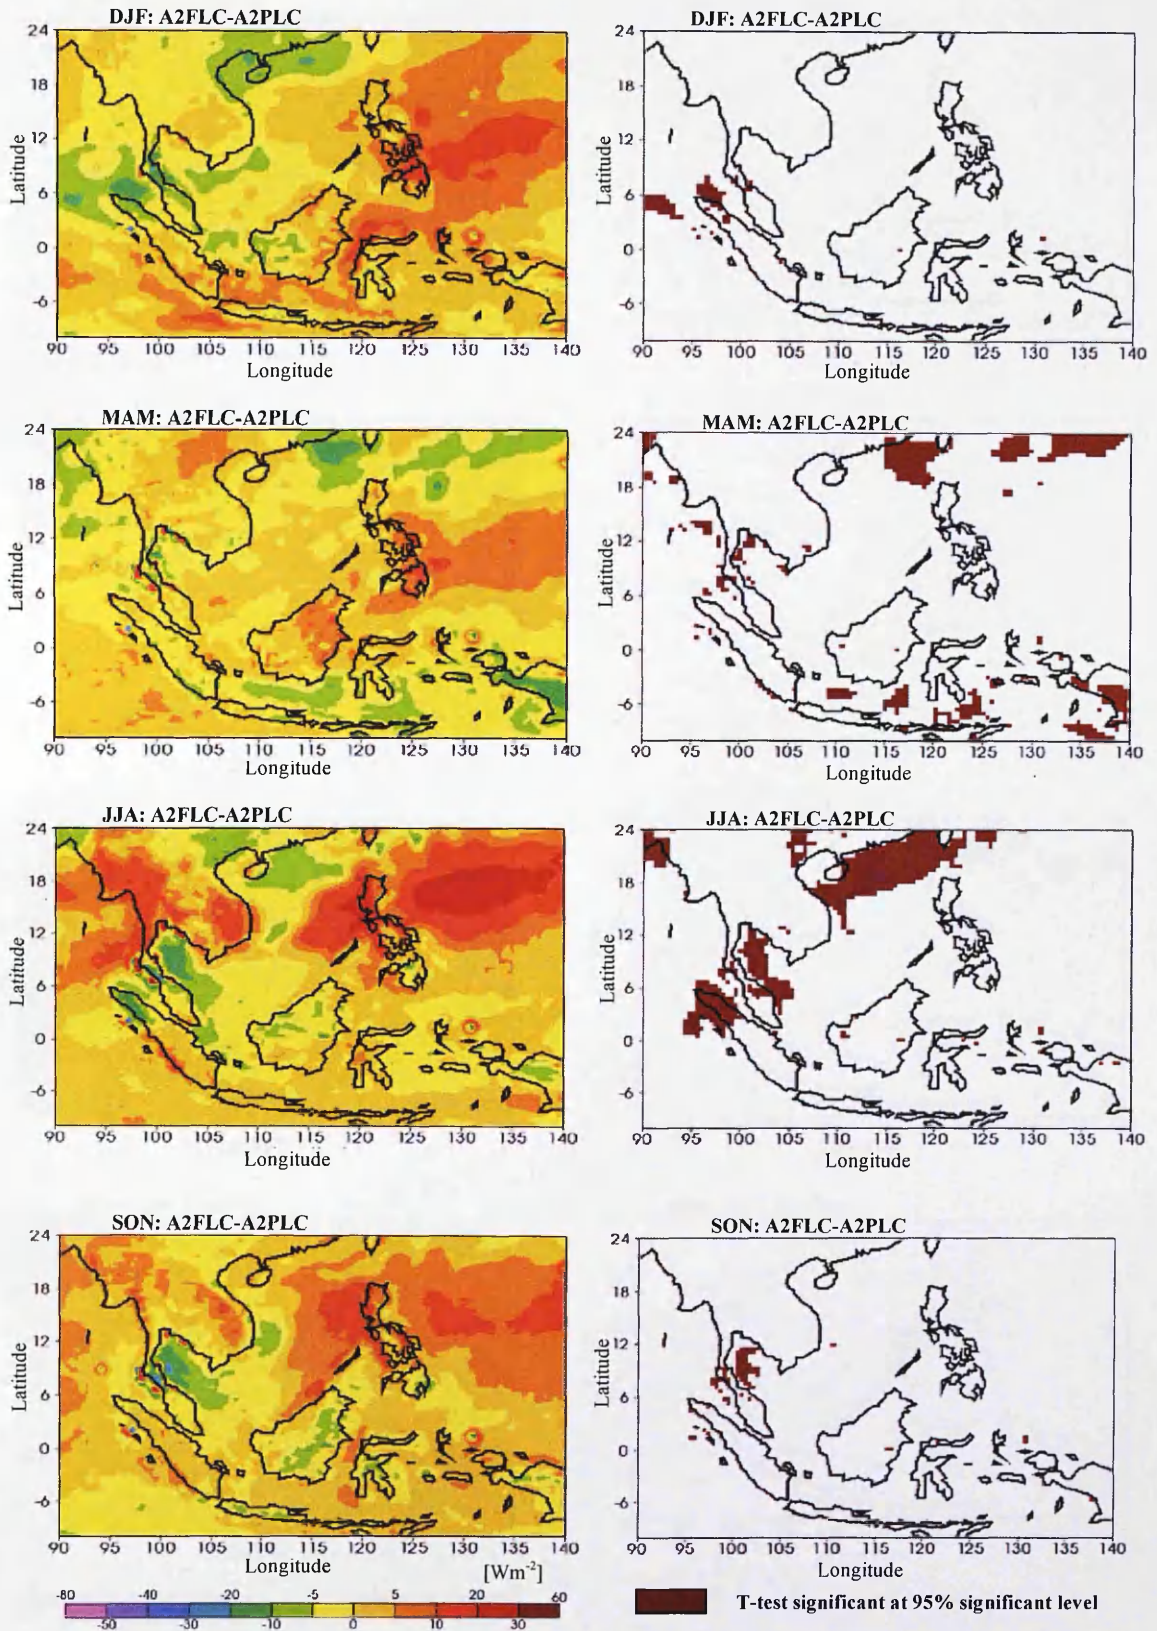 DJF: A2FLC-A2PLC
24
18
12
6
0
-6
Latitude
90 95 100 105 110 115 120 125 130 135 140
Longitude
DJF: A2FLC-A2PLC
24
18
12
6
0
-6
Latitude
90 95 100 105 110 115 120 125 130 135 140
Longitude
MAM: A2FLC-A2PLC
24
18
12
6
0
-6
Latitude
90 95 100 105 110 115 120 125 130 135 140
Longitude
MAM: A2FLC-A2PLC
24
18
12
6
0
-6
Latitude
90 95 100 105 110 115 120 125 130 135 140
Longitude
JJA: A2FLC-A2PLC
24
18
12
6
0
-6
Latitude
90 95 100 105 110 115 120 125 130 135 140
Longitude
JJA: A2FLC-A2PLC
24
18
12
6
0
-6
Latitude
90 95 100 105 110 115 120 125 130 135 140
Longitude
SON: A2FLC-A2PLC
24
18
12
6
0
-6
Latitude
90 95 100 105 110 115 120 125 130 135 140
Longitude
[Wm⁻²]
-80 -40 -20 -5 5 20 60
-50 -30 -10 0 10 30
SON: A2FLC-A2PLC
24
18
12
6
0
-6
Latitude
90 95 100 105 110 115 120 125 130 135 140
Longitude
T-test significant at 95% significant level